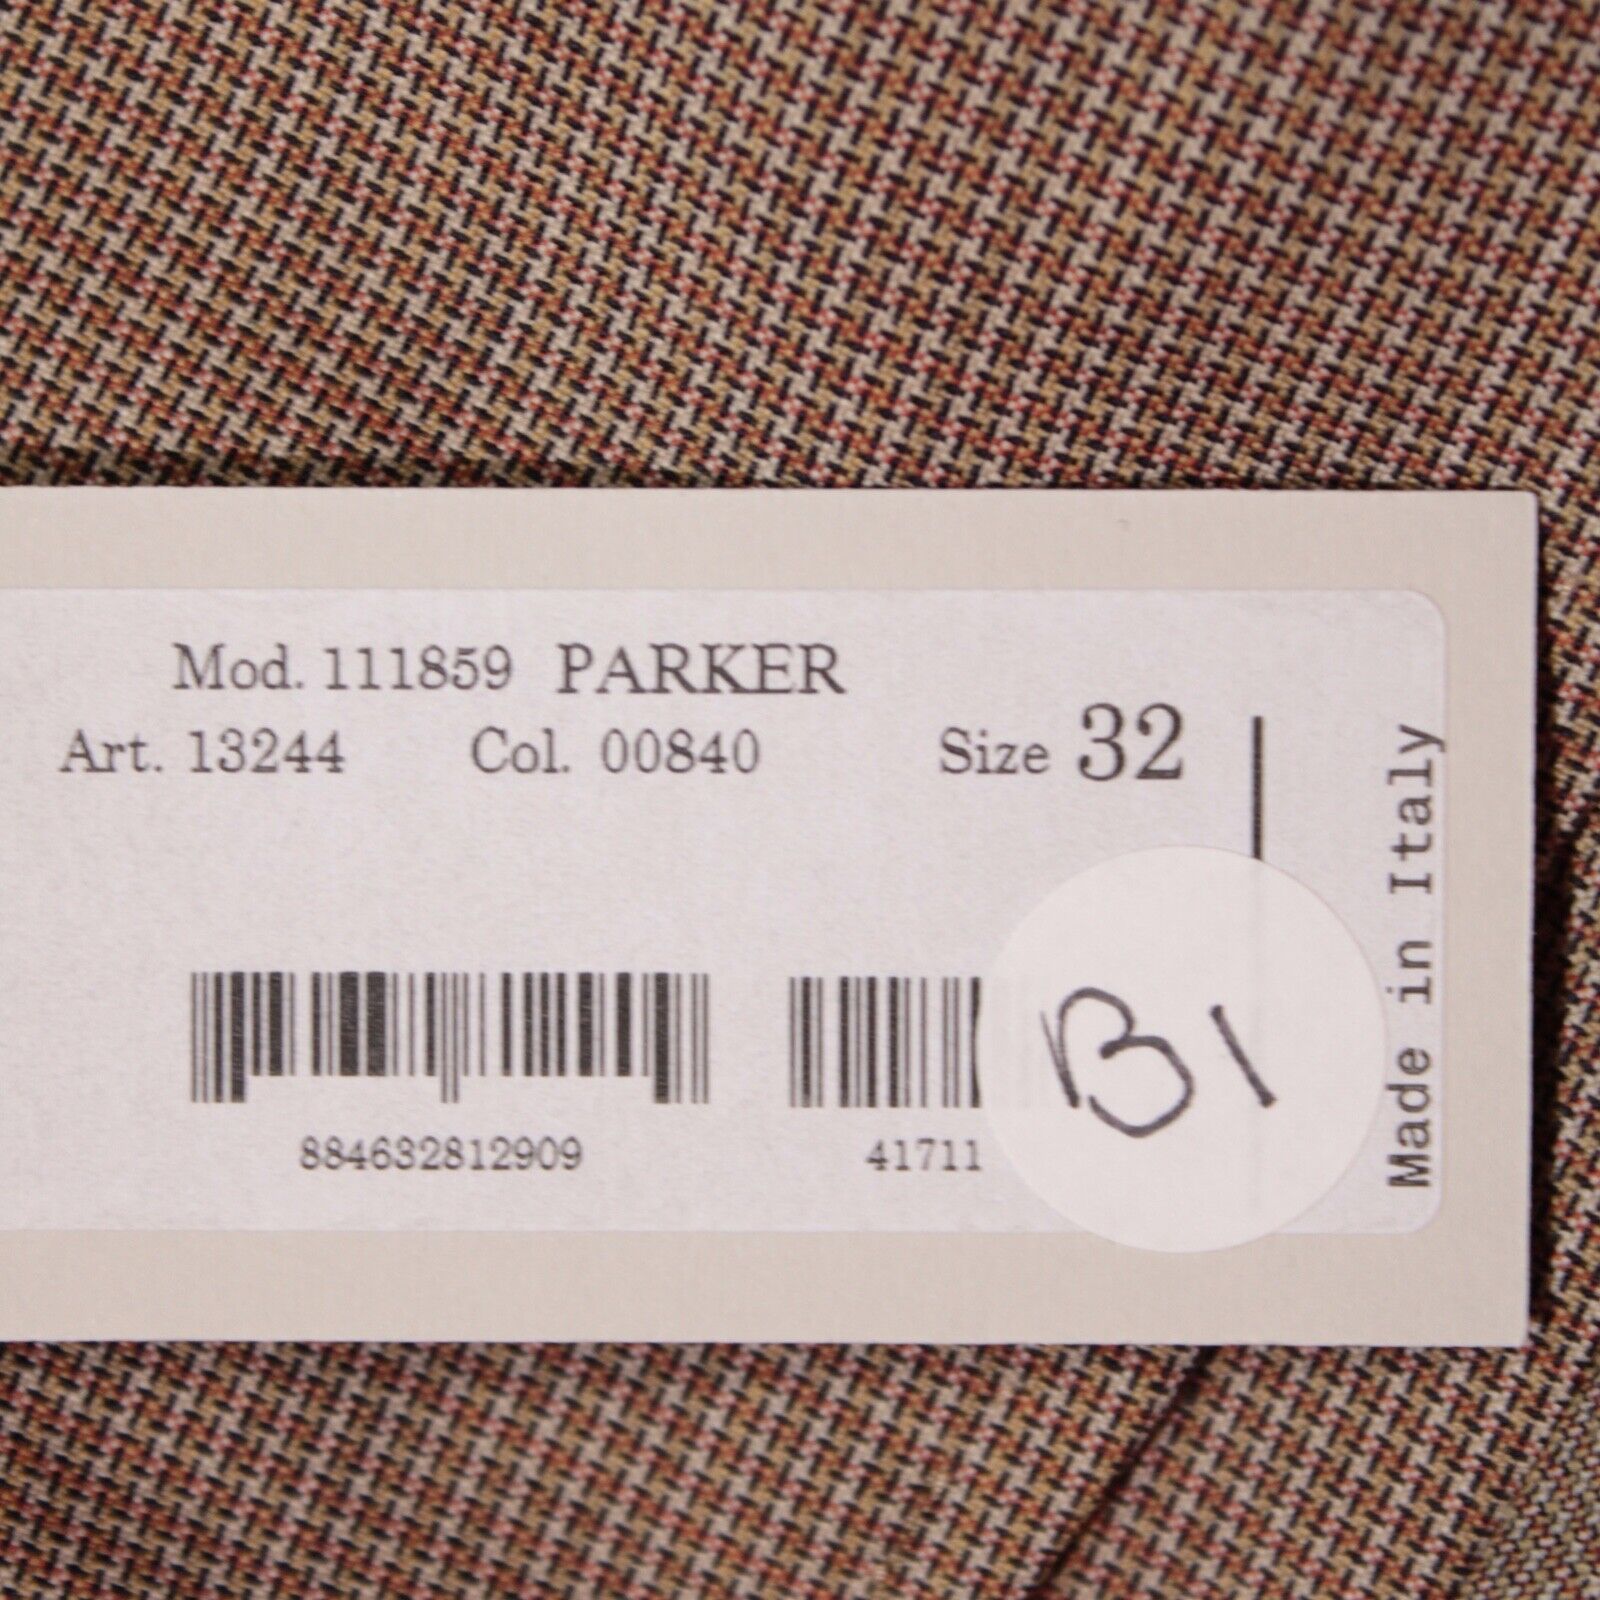 Mod. 111859 PARKER
Art. 13244 Col. 00840 Size 32
884632812909 41711
B1
Made in Italy